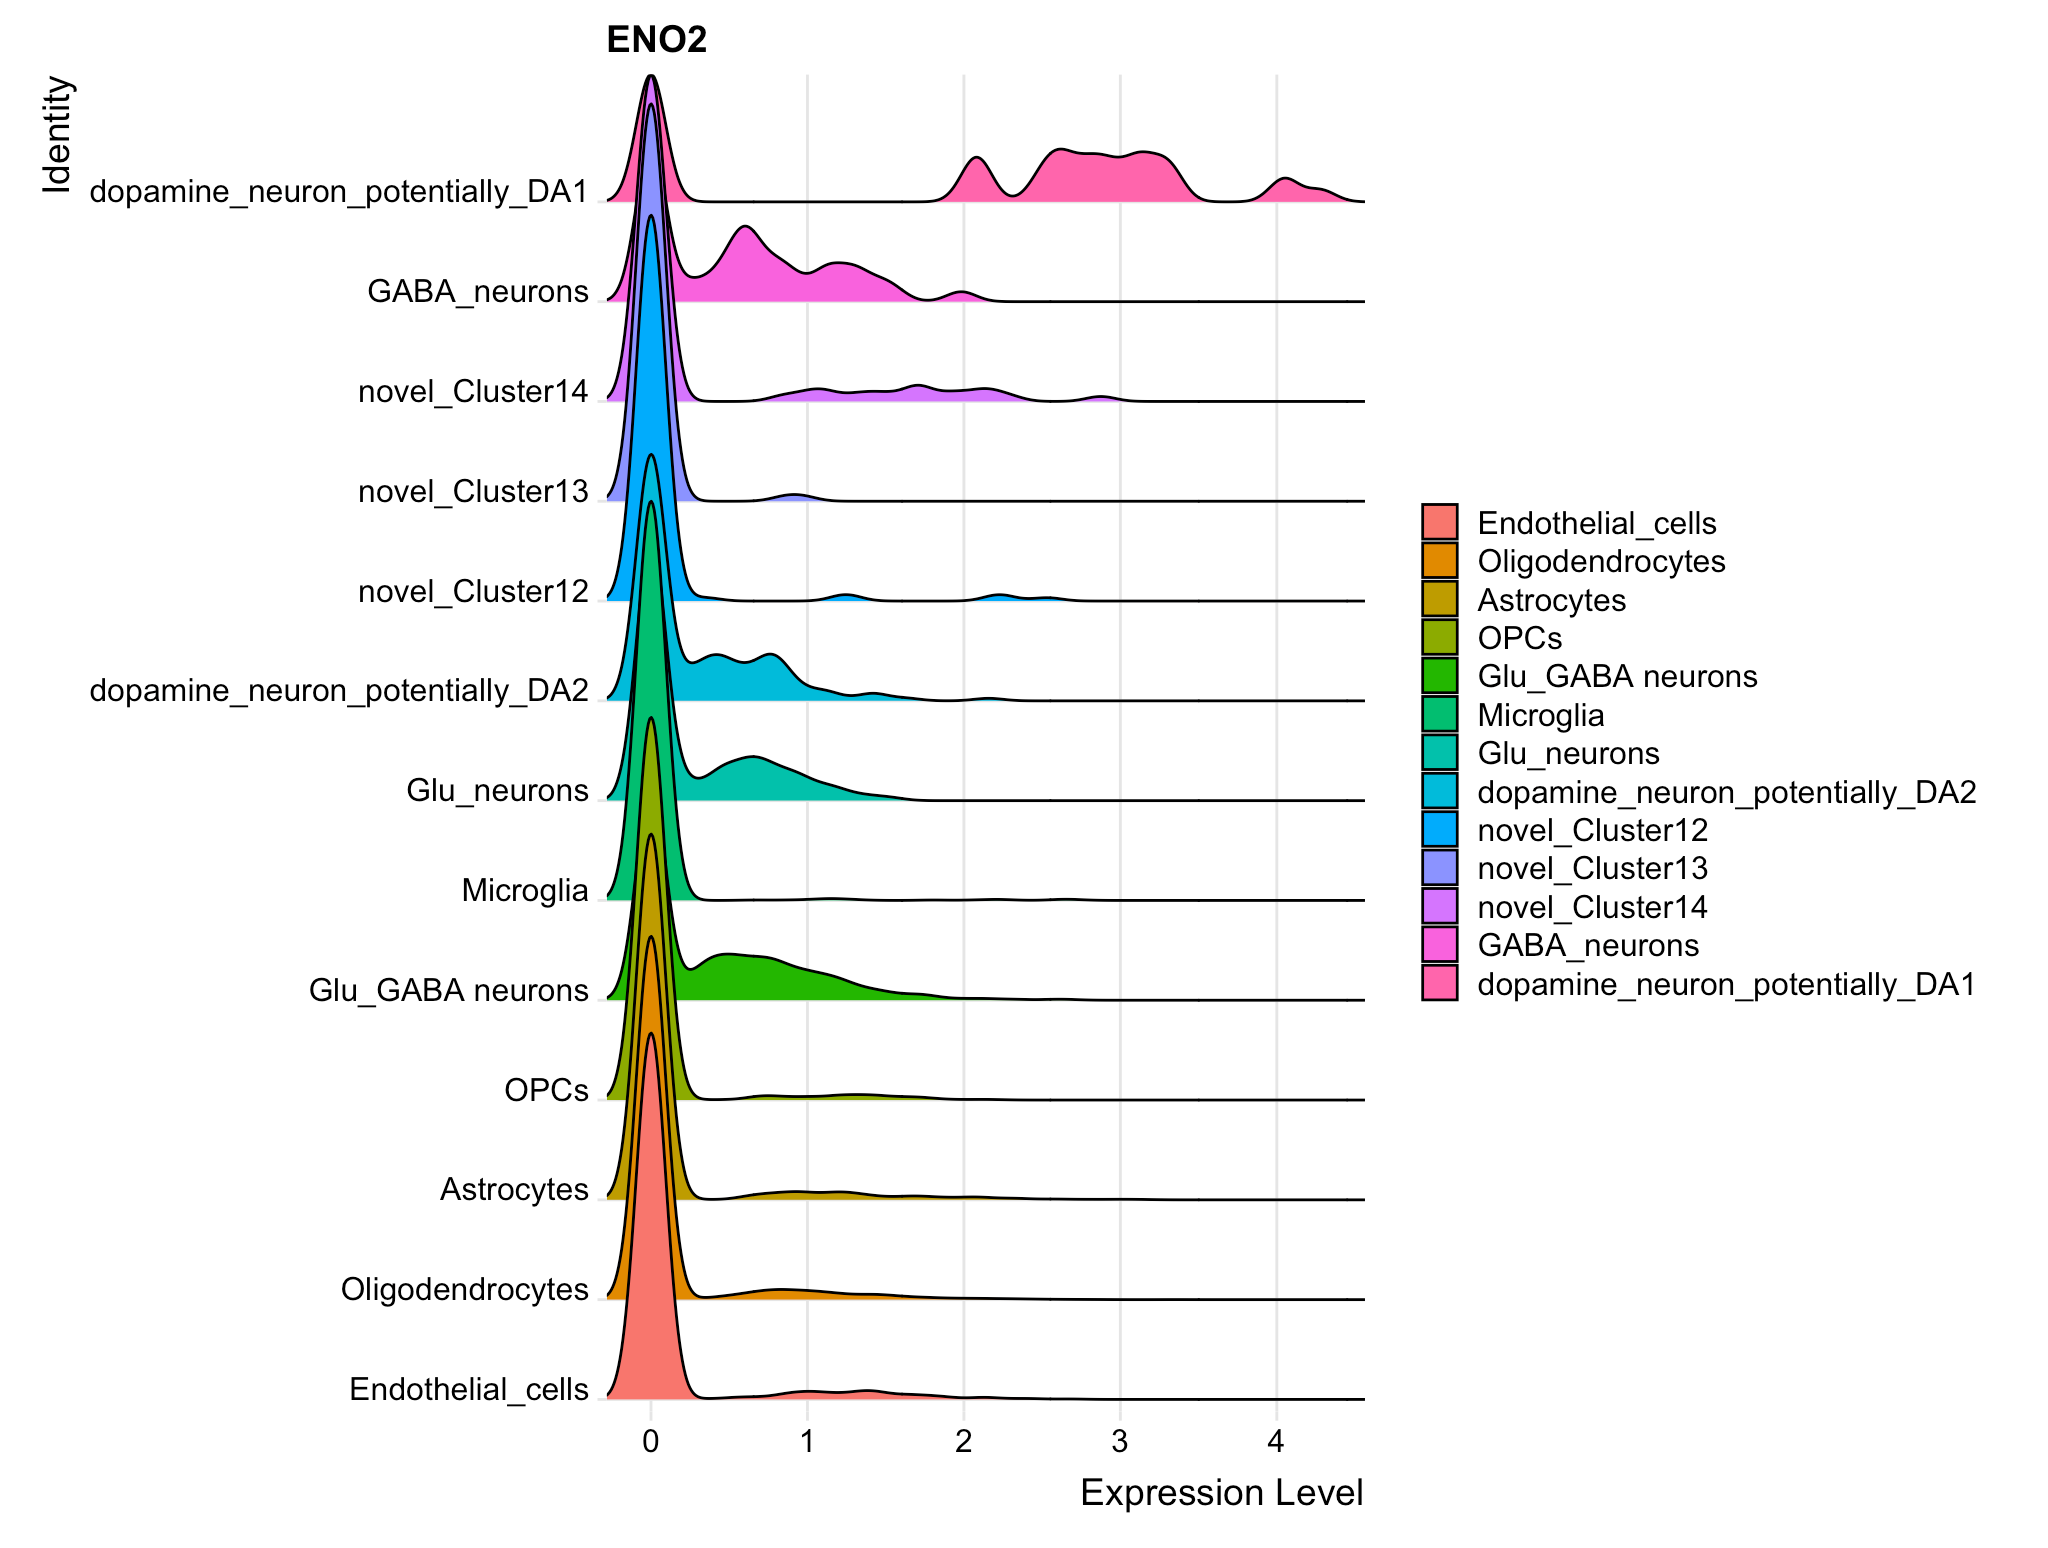 ENO2
Identity
dopamine_neuron_potentially_DA1
GABA_neurons
novel_Cluster14
novel_Cluster13
novel_Cluster12
dopamine_neuron_potentially_DA2
Glu_neurons
Microglia
Glu_GABA neurons
OPCs
Astrocytes
Oligodendrocytes
Endothelial_cells
0 1 2 3 4
Expression Level
Endothelial_cells
Oligodendrocytes
Astrocytes
OPCs
Glu_GABA neurons
Microglia
Glu_neurons
dopamine_neuron_potentially_DA2
novel_Cluster12
novel_Cluster13
novel_Cluster14
GABA_neurons
dopamine_neuron_potentially_DA1